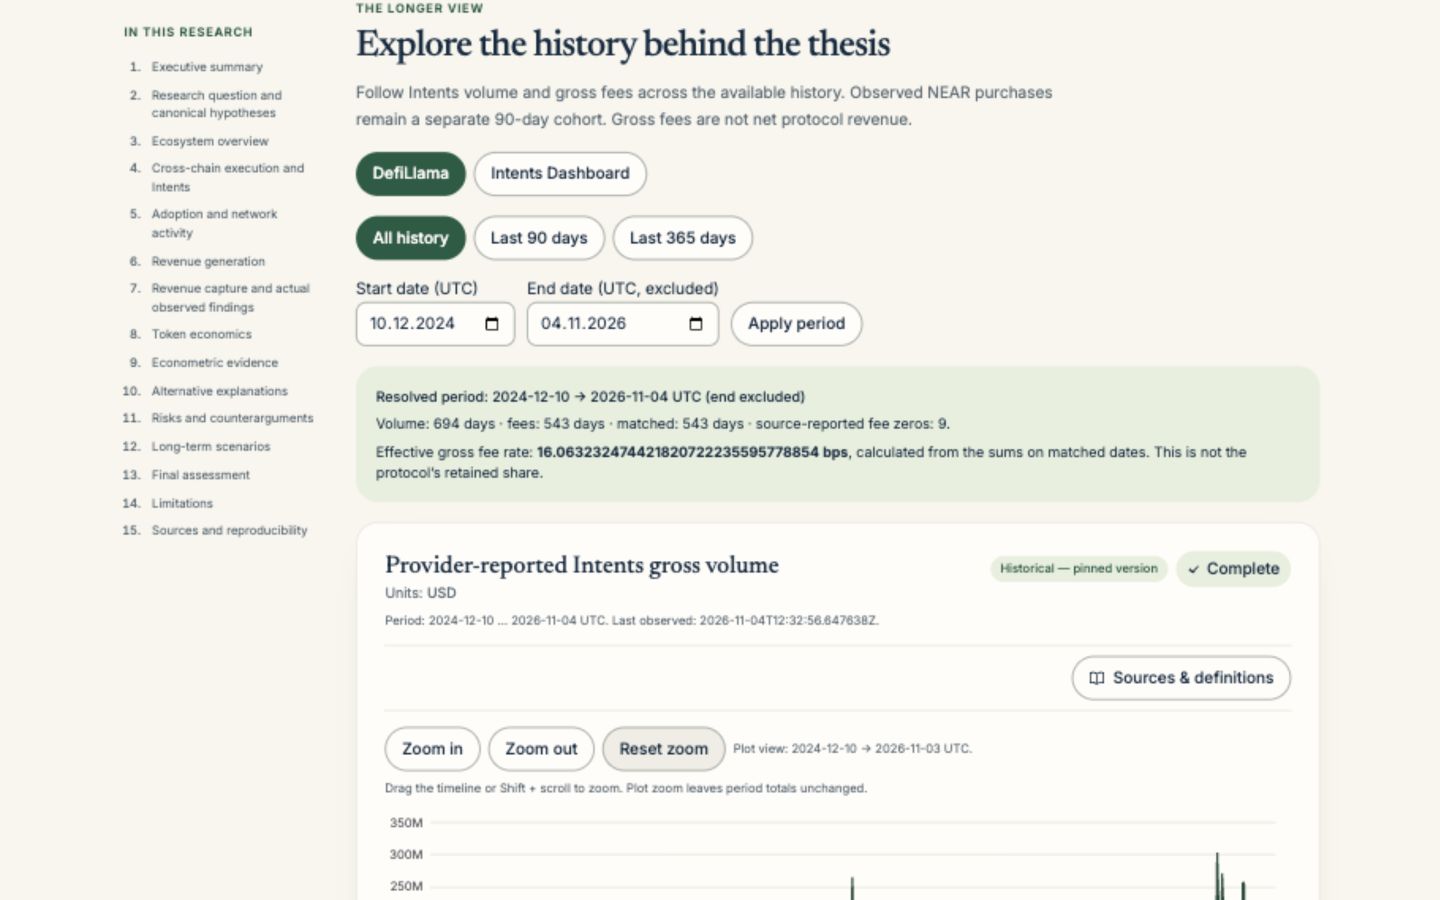 THE LONGER VIEW
IN THIS RESEARCH
1. Executive summary
2. Research question and
canonical hypotheses
3. Ecosystem overview
4. Cross-chain execution and
Intents
5. Adoption and network
activity
6. Revenue generation
7. Revenue capture and actual
observed findings
8. Token economics
9. Econometric evidence
10. Alternative explanations
11. Risks and counterarguments
12. Long-term scenarios
13. Final assessment
14. Limitations
15. Sources and reproducibility
Explore the history behind the thesis
Follow Intents volume and gross fees across the available history. Observed NEAR purchases
remain a separate 90-day cohort. Gross fees are not net protocol revenue.
DefiLlama Intents Dashboard
All history Last 90 days Last 365 days
Start date (UTC) End date (UTC, excluded)
10.12.2024 04.11.2026 Apply period
Resolved period: 2024-12-10 → 2026-11-04 UTC (end excluded)
Volume: 694 days · fees: 543 days · matched: 543 days · source-reported fee zeros: 9.
Effective gross fee rate: 16.063232474421820722235595778854 bps, calculated from the sums on matched dates. This is not the
protocol's retained share.
Provider-reported Intents gross volume
Historical — pinned version ✓ Complete
Units: USD
Period: 2024-12-10 … 2026-11-04 UTC. Last observed: 2026-11-04T12:32:56.647638Z.
Sources & definitions
Zoom in Zoom out Reset zoom Plot view: 2024-12-10 → 2026-11-03 UTC.
Drag the timeline or Shift + scroll to zoom. Plot zoom leaves period totals unchanged.
350M
300M
250M